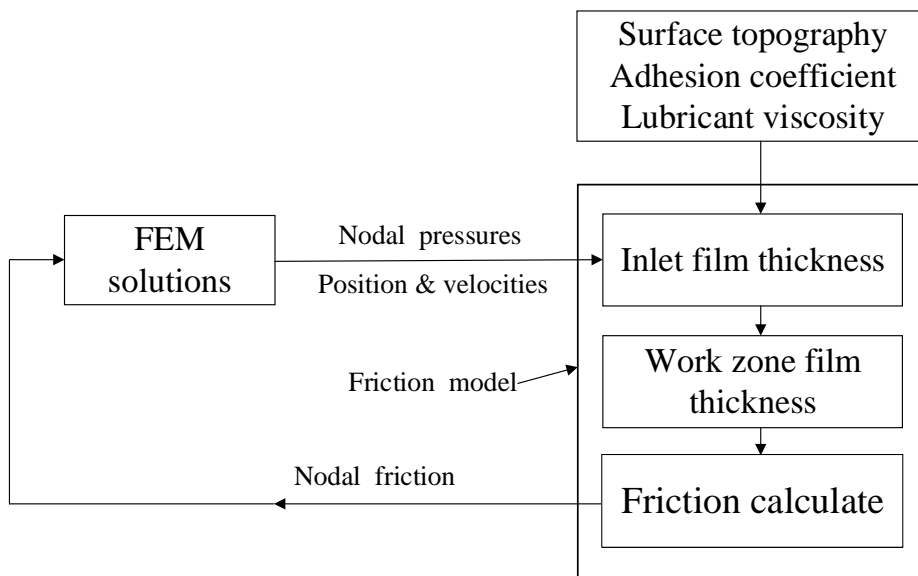 Surface topography
Adhesion coefficient
Lubricant viscosity
FEM
solutions
Nodal pressures
Position & velocities
Inlet film thickness
Friction model
Work zone film
thickness
Nodal friction
Friction calculate